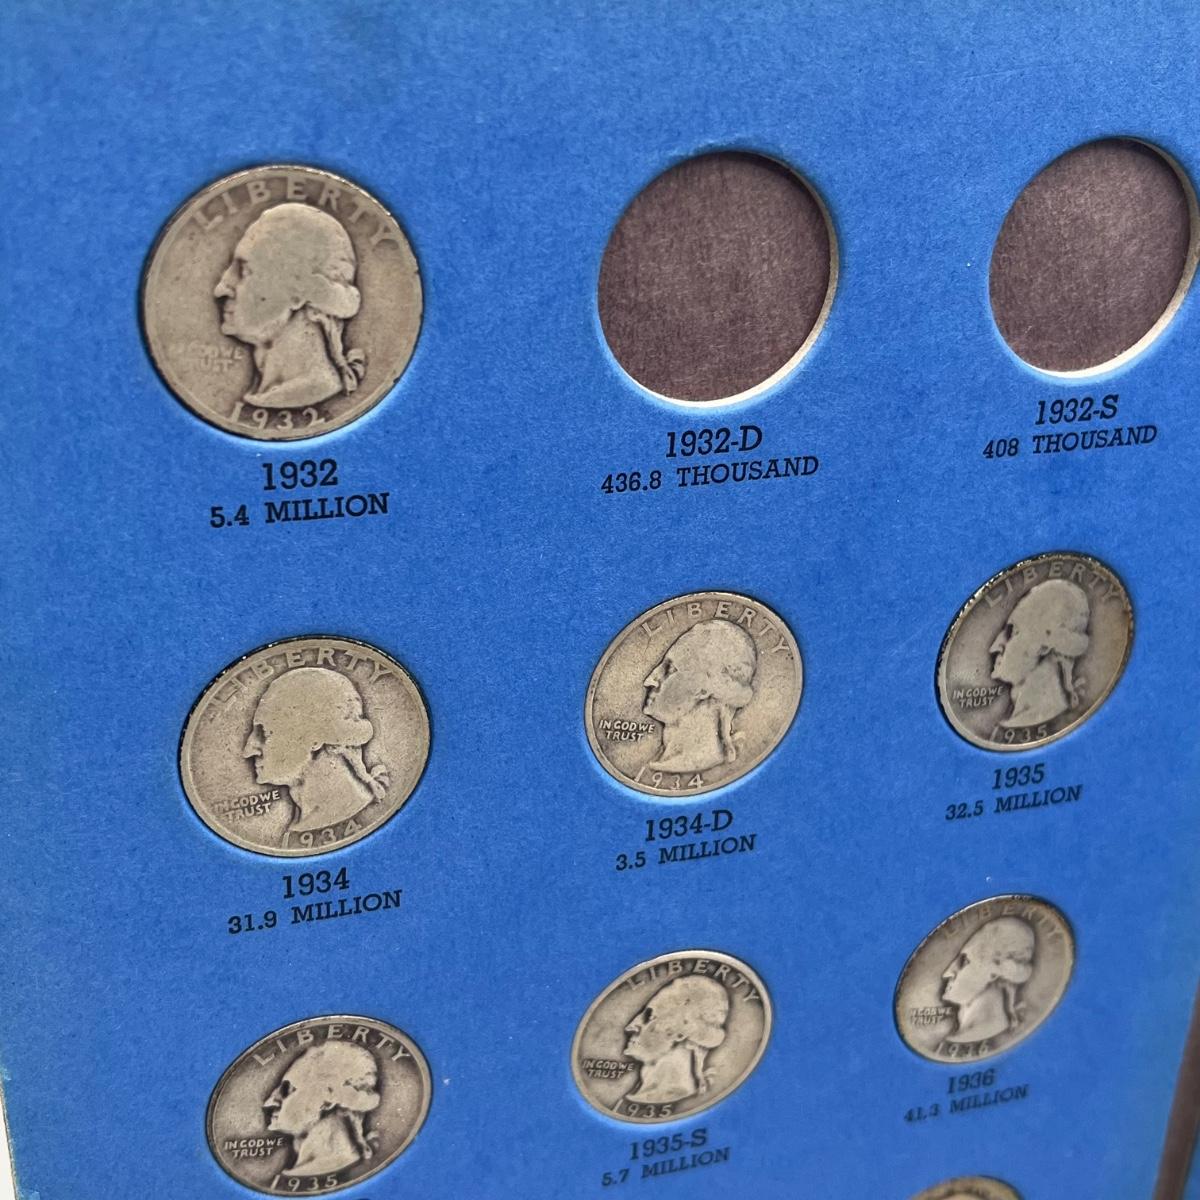 LIBERTY
IN GOD WE
TRUST
1932
1932
5.4 MILLION
1932-D
436.8 THOUSAND
1932-S
408 THOUSAND
LIBERTY
IN GOD WE
TRUST
1934
1934
31.9 MILLION
LIBERTY
IN GOD WE
TRUST
1934
1934-D
3.5 MILLION
LIBERTY
IN GOD WE
TRUST
1935
1935
32.5 MILLION
LIBERTY
IN GOD WE
TRUST
1935
LIBERTY
IN GOD WE
TRUST
1935
1935-S
5.7 MILLION
LIBERTY
IN GOD WE
TRUST
1936
1936
41.3 MILLION